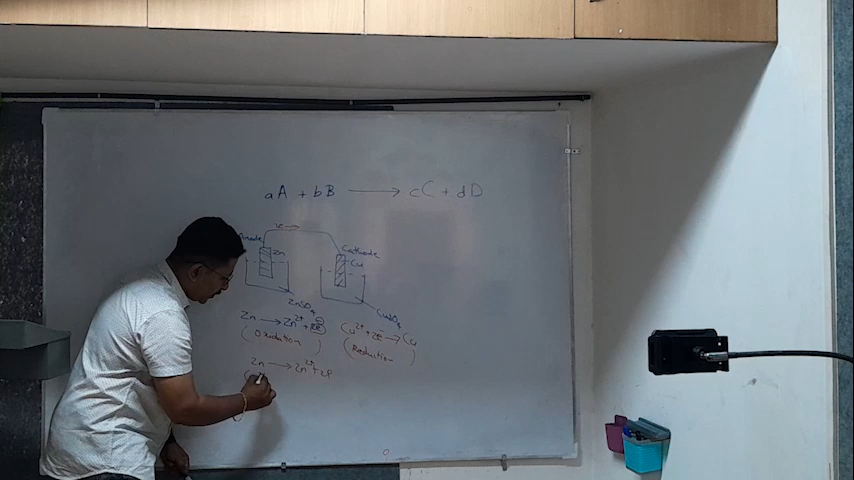 aA + bB ⟶ cC + dD
Anode
e⁻ →
Cathode
Zn
Cu
ZnSO₄
CuSO₄
Zn ⟶ Zn²⁺ + 2e⁻
Cu²⁺ + 2e⁻ ⟶ Cu
(Oxidation)
(Reduction)
Zn ⟶ Zn²⁺ + 2e